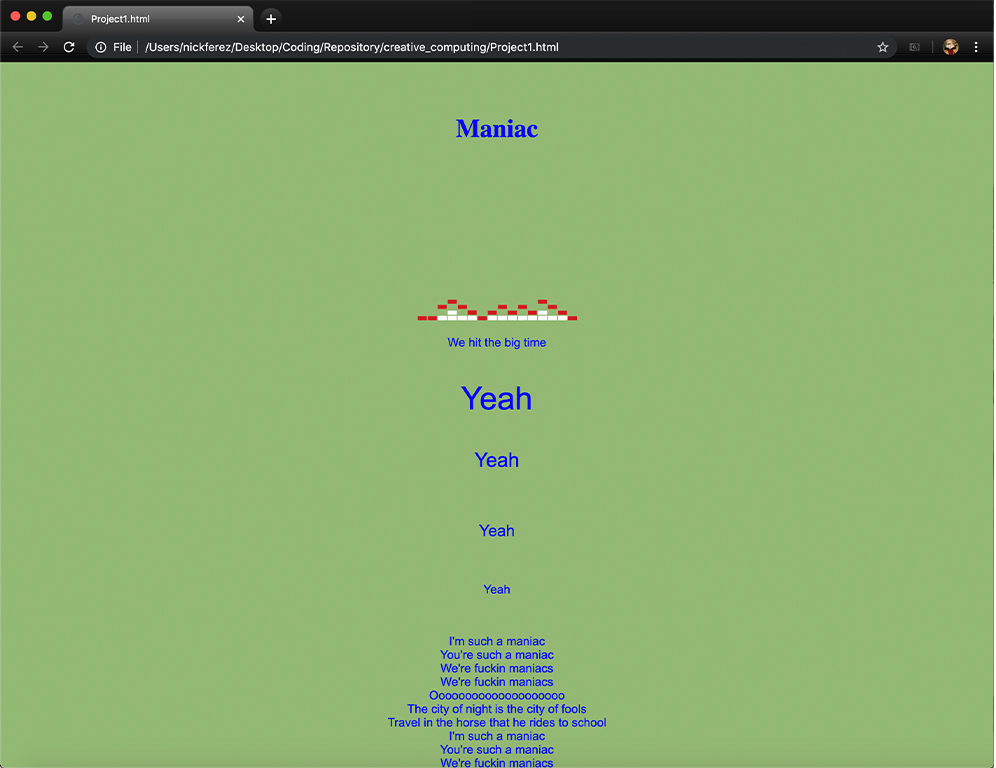 Project1.html
File
/Users/nickferez/Desktop/Coding/Repository/creative_computing/Project1.html
Maniac
We hit the big time
Yeah
Yeah
Yeah
Yeah
I'm such a maniac
You're such a maniac
We're fuckin maniacs
We're fuckin maniacs
Ooooooooooooooooooo
The city of night is the city of fools
Travel in the horse that he rides to school
I'm such a maniac
You're such a maniac
We're fuckin maniacs